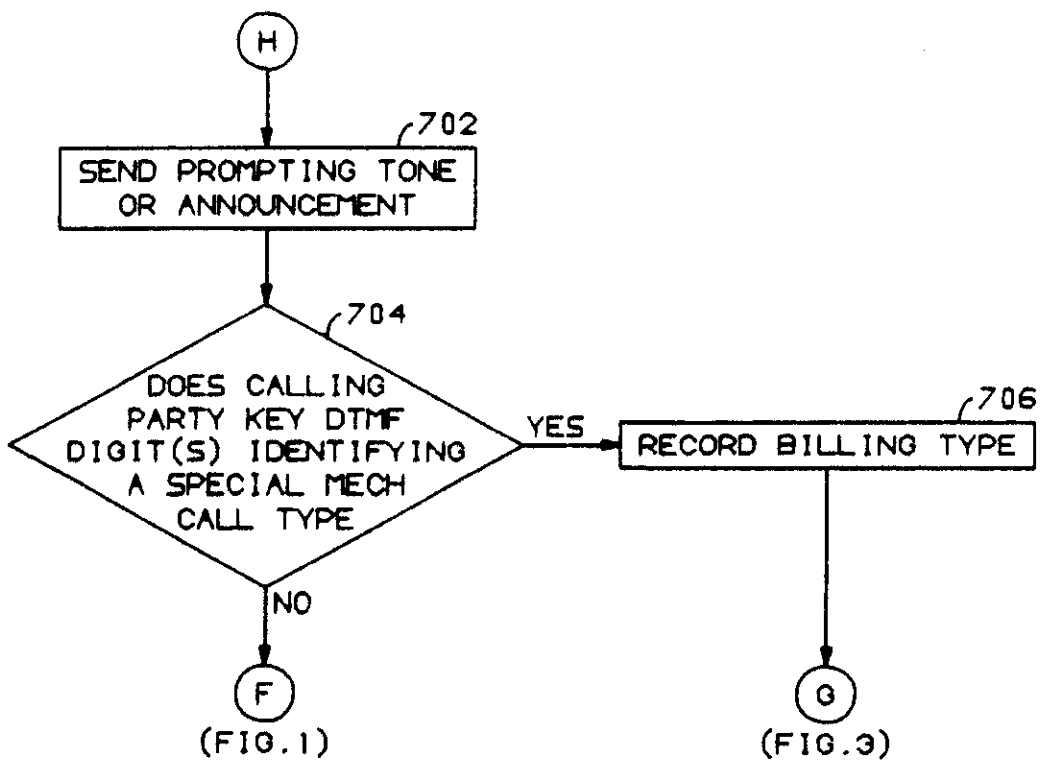 H
702
SEND PROMPTING TONE
OR ANNOUNCEMENT
704
DOES CALLING
PARTY KEY DTMF
DIGIT(S) IDENTIFYING
A SPECIAL MECH
CALL TYPE
YES
706
RECORD BILLING TYPE
NO
F
(FIG.1)
G
(FIG.3)